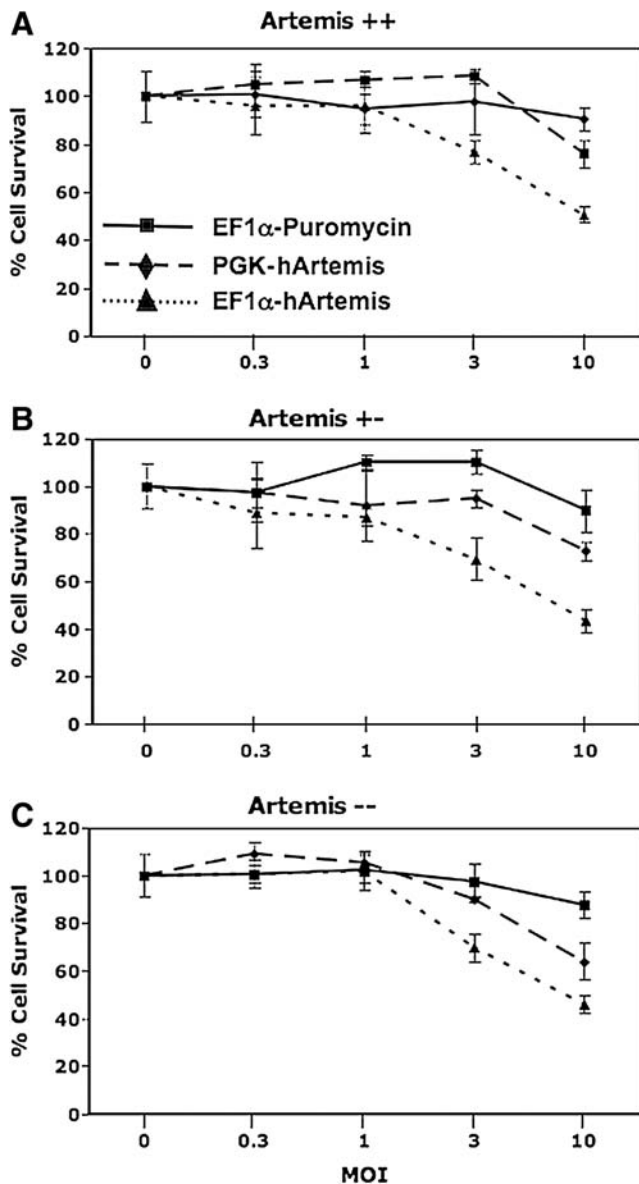 A
Artemis ++
120
100
80
60
40
20
0
% Cell Survival
EF1α-Puromycin
PGK-hArtemis
EF1α-hArtemis
0 0.3 1 3 10
B
Artemis +-
120
100
80
60
40
20
0
% Cell Survival
0 0.3 1 3 10
C
Artemis --
120
100
80
60
40
20
0
% Cell Survival
0 0.3 1 3 10
MOI